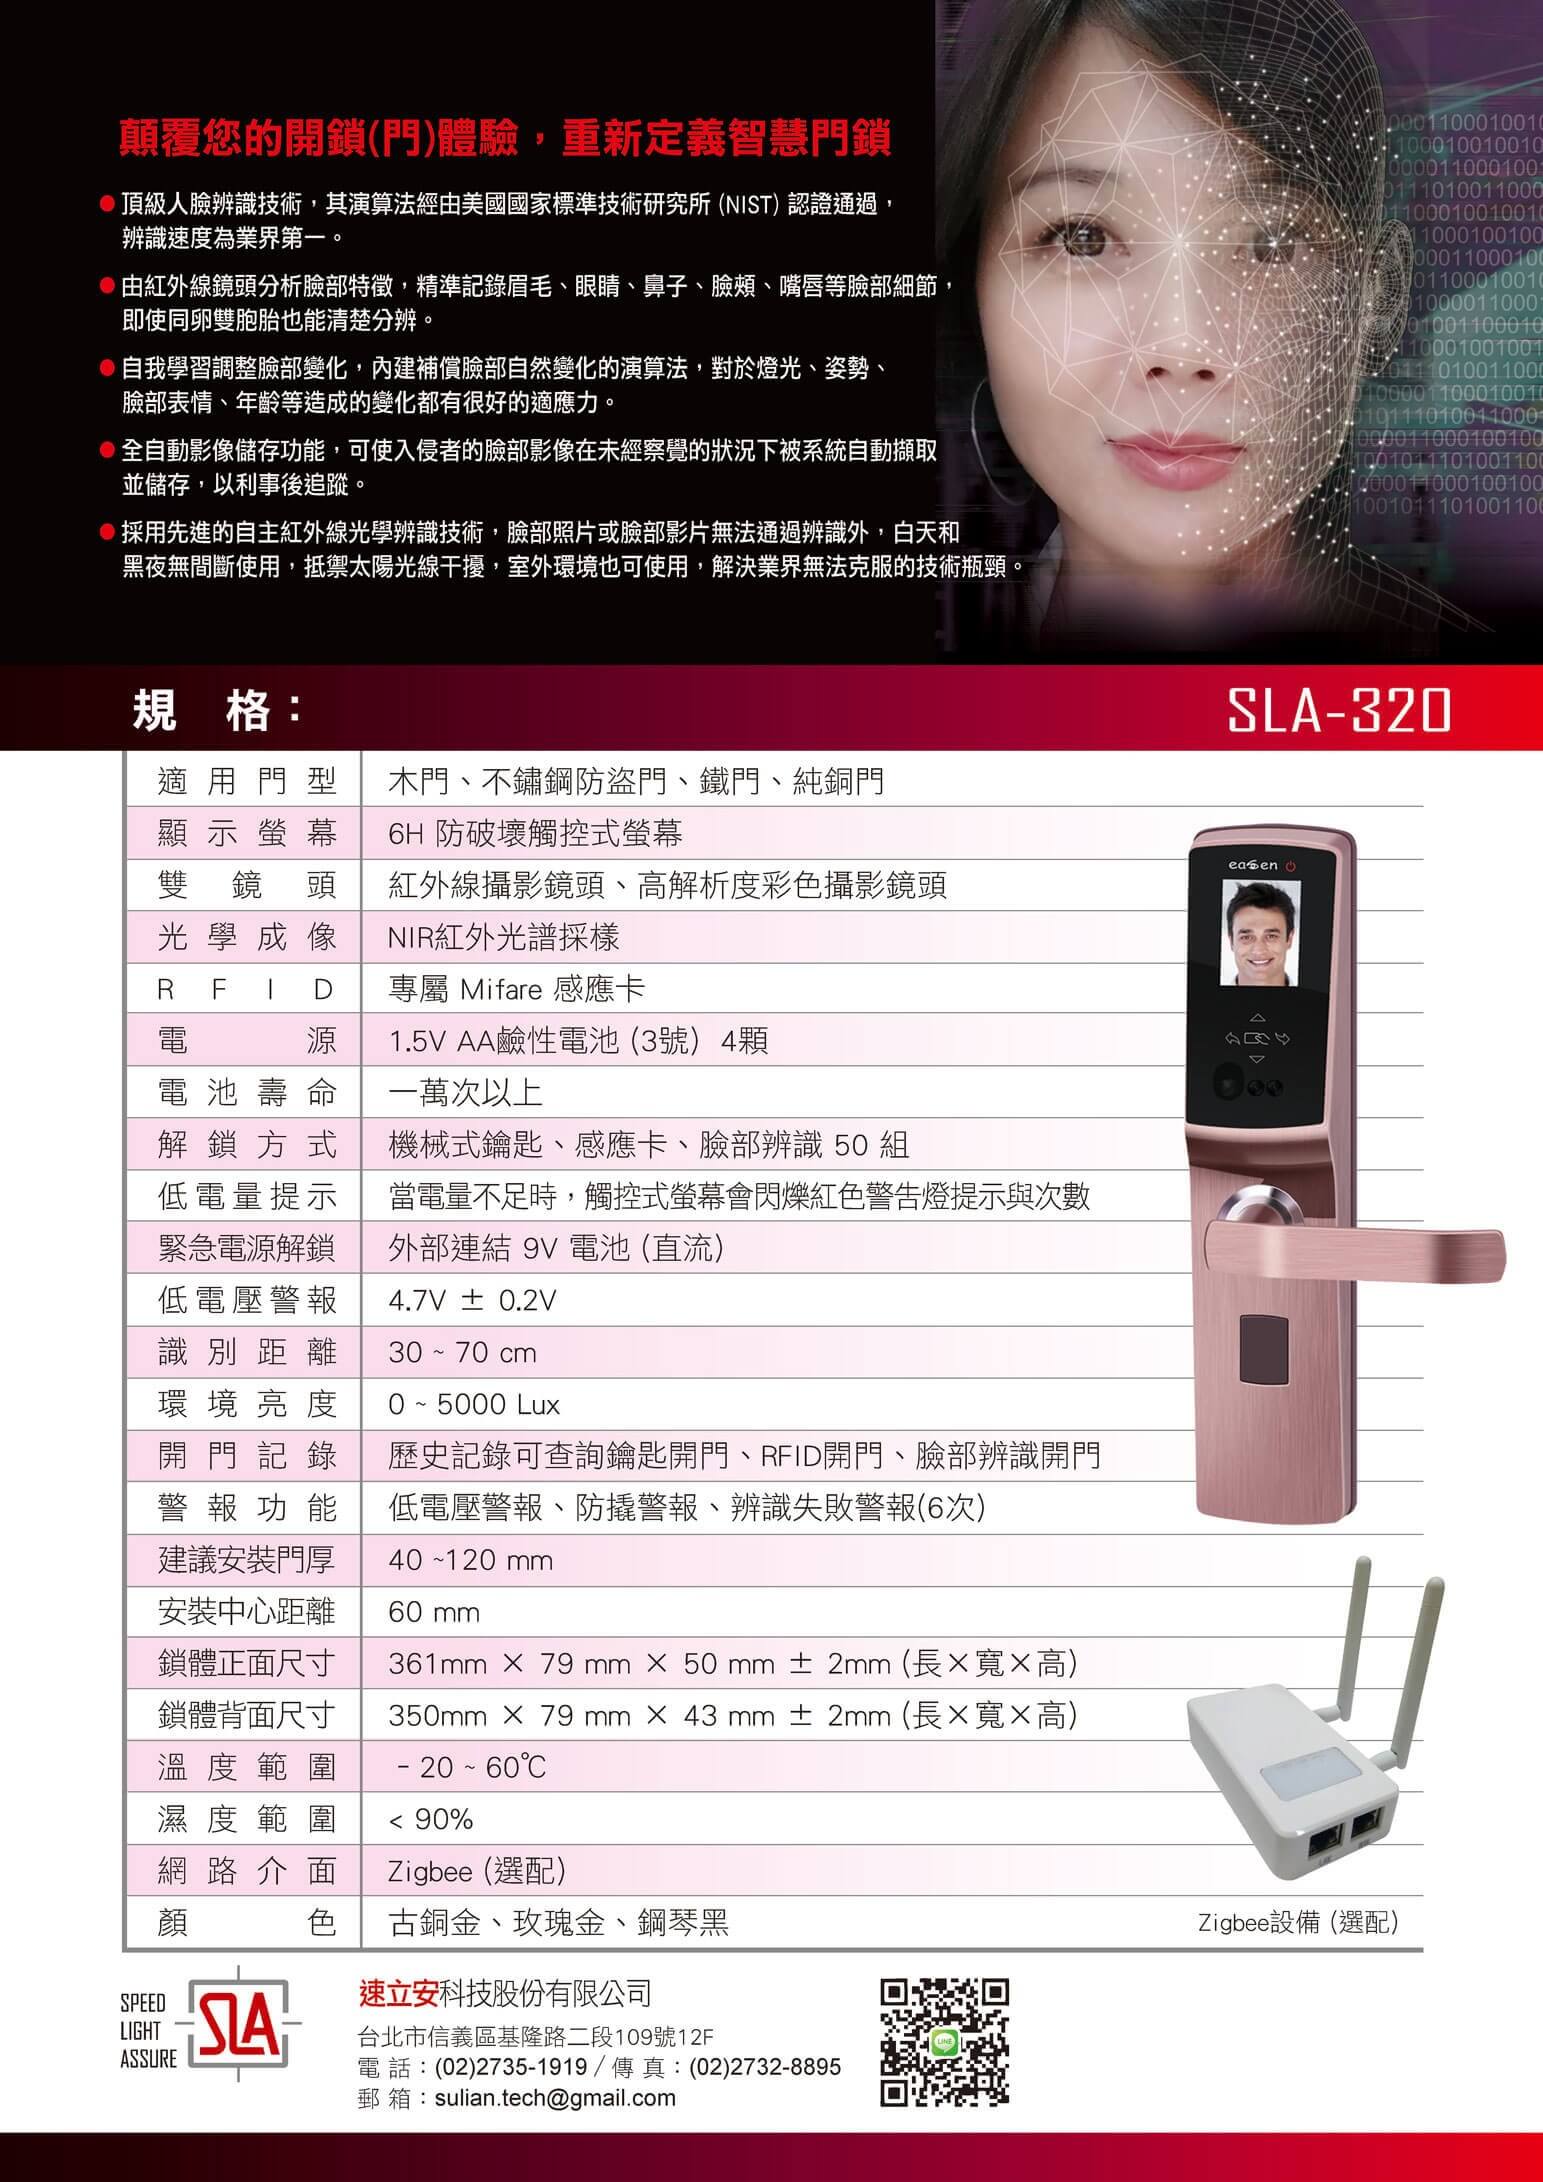 顛覆您的開鎖(門)體驗，重新定義智慧門鎖
●頂級人臉辨識技術，其演算法經由美國國家標準技術研究所 (NIST) 認證通過，
辨識速度為業界第一。
●由紅外線鏡頭分析臉部特徵，精準記錄眉毛、眼睛、鼻子、臉頰、嘴唇等臉部細節，
即使同卵雙胞胎也能清楚分辨。
●自我學習調整臉部變化，內建補償臉部自然變化的演算法，對於燈光、姿勢、
臉部表情、年齡等造成的變化都有很好的適應力。
●全自動影像儲存功能，可使入侵者的臉部影像在未經察覺的狀況下被系統自動擷取
並儲存，以利事後追蹤。
●採用先進的自主紅外線光學辨識技術，臉部照片或臉部影片無法通過辨識外，白天和
黑夜無間斷使用，抵禦太陽光線干擾，室外環境也可使用，解決業界無法克服的技術瓶頸。
規 格： SLA-320
適用門型 木門、不鏽鋼防盜門、鐵門、純銅門
顯示螢幕 6H 防破壞觸控式螢幕
雙鏡頭 紅外線攝影鏡頭、高解析度彩色攝影鏡頭
光學成像 NIR紅外光譜採樣
RFID 專屬 Mifare 感應卡
電源 1.5V AA鹼性電池 (3號) 4顆
電池壽命 一萬次以上
解鎖方式 機械式鑰匙、感應卡、臉部辨識 50 組
低電量提示 當電量不足時，觸控式螢幕會閃爍紅色警告燈提示與次數
緊急電源解鎖 外部連結 9V 電池 (直流)
低電壓警報 4.7V ± 0.2V
識別距離 30 ~ 70 cm
環境亮度 0 ~ 5000 Lux
開門記錄 歷史記錄可查詢鑰匙開門、RFID開門、臉部辨識開門
警報功能 低電壓警報、防撬警報、辨識失敗警報(6次)
建議安裝門厚 40 ~120 mm
安裝中心距離 60 mm
鎖體正面尺寸 361mm × 79 mm × 50 mm ± 2mm (長×寬×高)
鎖體背面尺寸 350mm × 79 mm × 43 mm ± 2mm (長×寬×高)
溫度範圍 - 20 ~ 60℃
濕度範圍 < 90%
網路介面 Zigbee (選配)
顏色 古銅金、玫瑰金、鋼琴黑
easen
Zigbee設備 (選配)
SPEED
LIGHT
ASSURE
SLA
速立安科技股份有限公司
台北市信義區基隆路二段109號12F
電 話：(02)2735-1919 / 傳 真：(02)2732-8895
郵 箱：sulian.tech@gmail.com
LINE